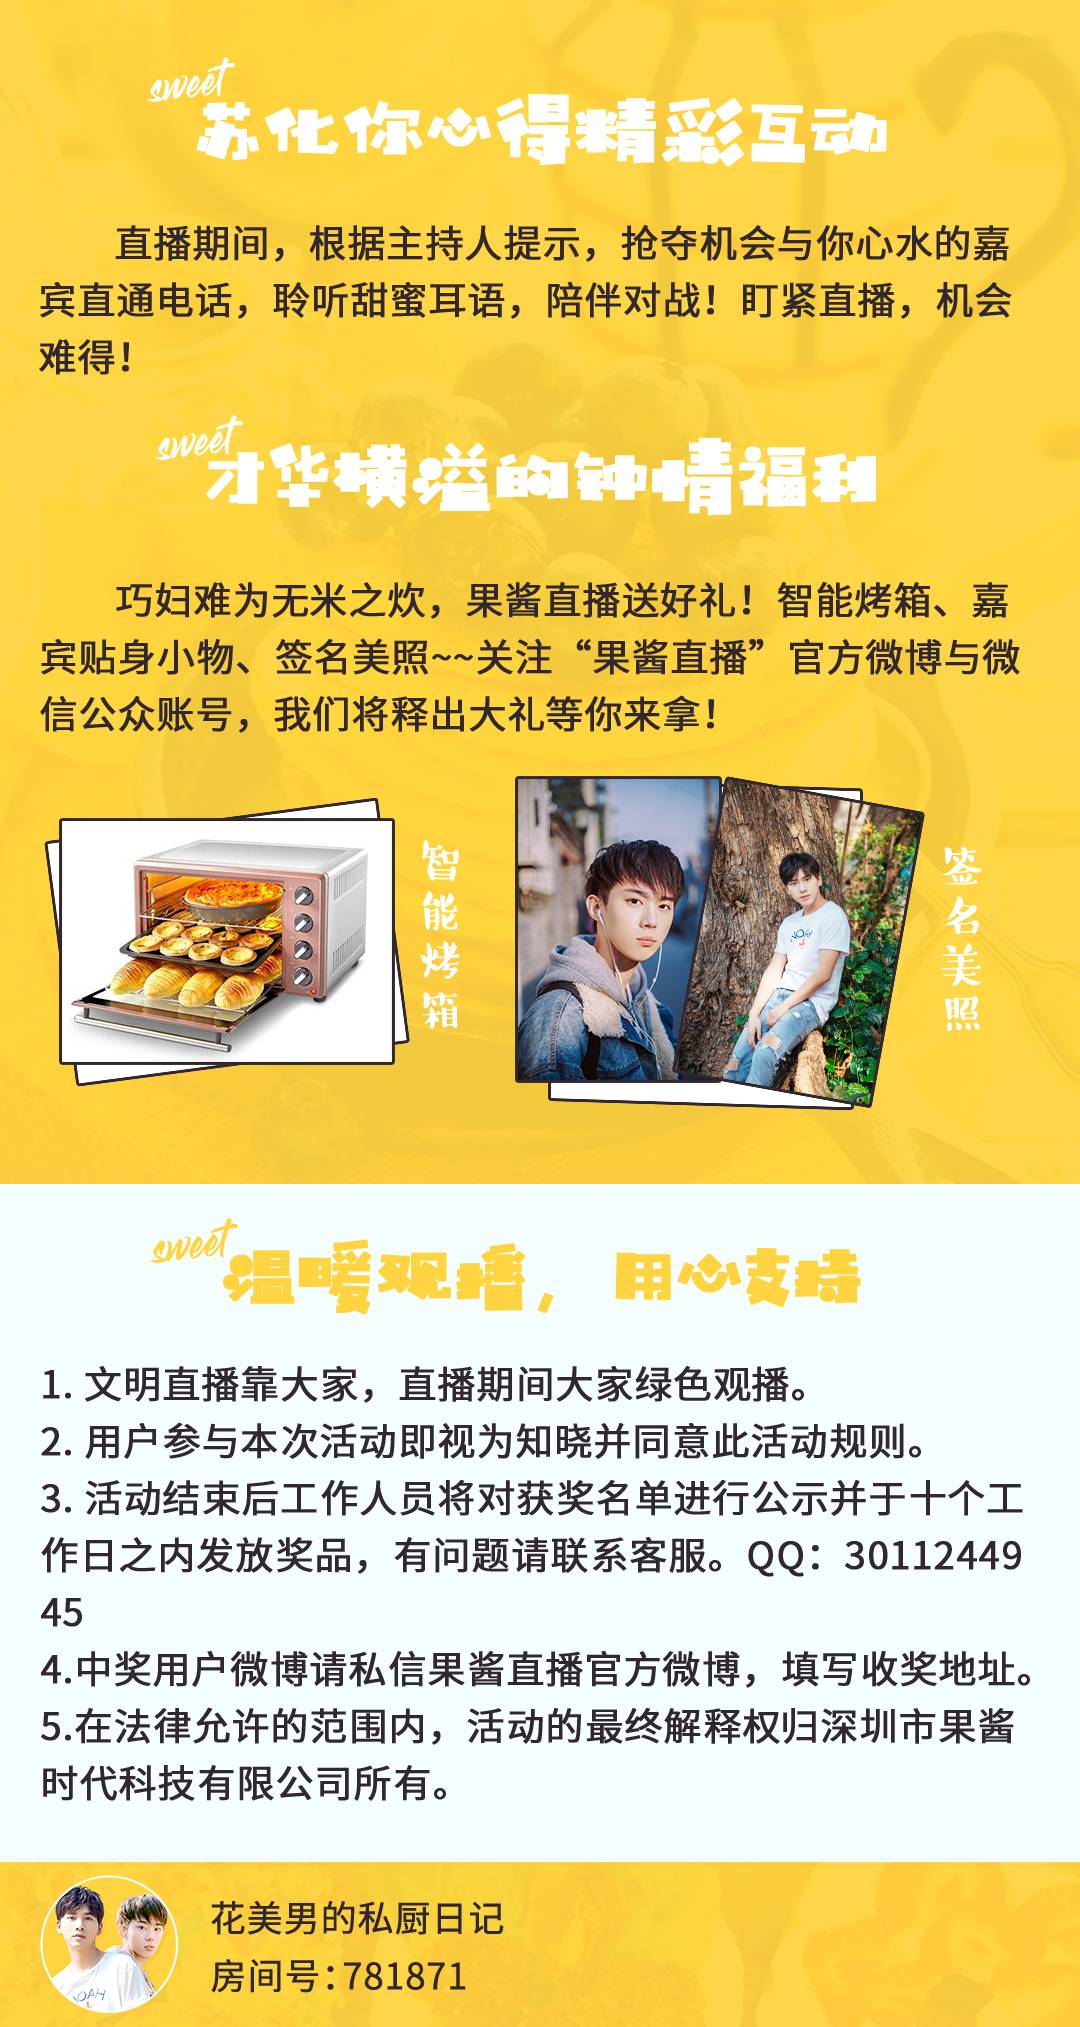 sweet
苏化你心得精彩互动
直播期间，根据主持人提示，抢夺机会与你心水的嘉
宾直通电话，聆听甜蜜耳语，陪伴对战！盯紧直播，机会
难得！
sweet
才华横溢的钟情福利
巧妇难为无米之炊，果酱直播送好礼！智能烤箱、嘉
宾贴身小物、签名美照~~关注“果酱直播”官方微博与微
信公众账号，我们将释出大礼等你来拿！
智能烤箱
NOAH
签名美照
sweet
温暖观播，用心支持
1. 文明直播靠大家，直播期间大家绿色观播。
2. 用户参与本次活动即视为知晓并同意此活动规则。
3. 活动结束后工作人员将对获奖名单进行公示并于十个工
作日之内发放奖品，有问题请联系客服。QQ：30112449
45
4.中奖用户微博请私信果酱直播官方微博，填写收奖地址。
5.在法律允许的范围内，活动的最终解释权归深圳市果酱
时代科技有限公司所有。
NOAH
花美男的私厨日记
房间号：781871